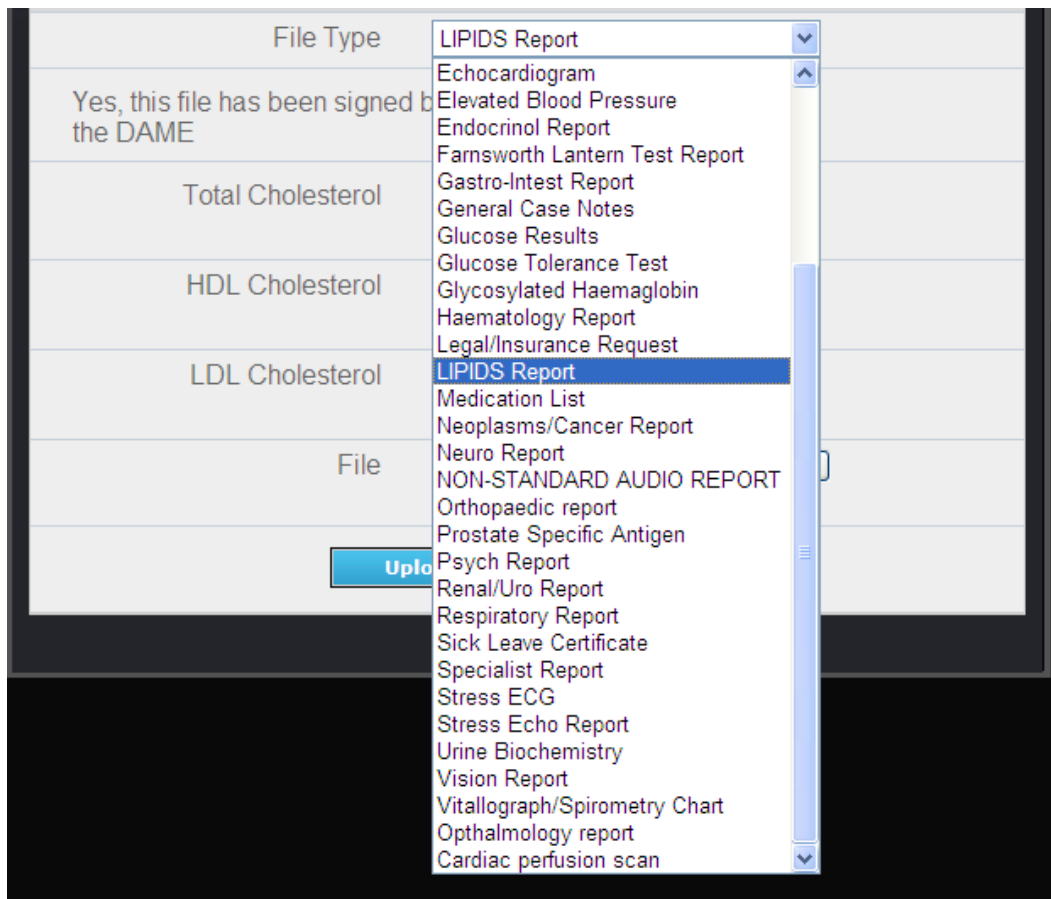 File Type
LIPIDS Report
Yes, this file has been signed b
the DAME
Total Cholesterol
HDL Cholesterol
LDL Cholesterol
File
Uplo
Echocardiogram
Elevated Blood Pressure
Endocrinol Report
Farnsworth Lantern Test Report
Gastro-Intest Report
General Case Notes
Glucose Results
Glucose Tolerance Test
Glycosylated Haemaglobin
Haematology Report
Legal/Insurance Request
LIPIDS Report
Medication List
Neoplasms/Cancer Report
Neuro Report
NON-STANDARD AUDIO REPORT
Orthopaedic report
Prostate Specific Antigen
Psych Report
Renal/Uro Report
Respiratory Report
Sick Leave Certificate
Specialist Report
Stress ECG
Stress Echo Report
Urine Biochemistry
Vision Report
Vitallograph/Spirometry Chart
Opthalmology report
Cardiac perfusion scan